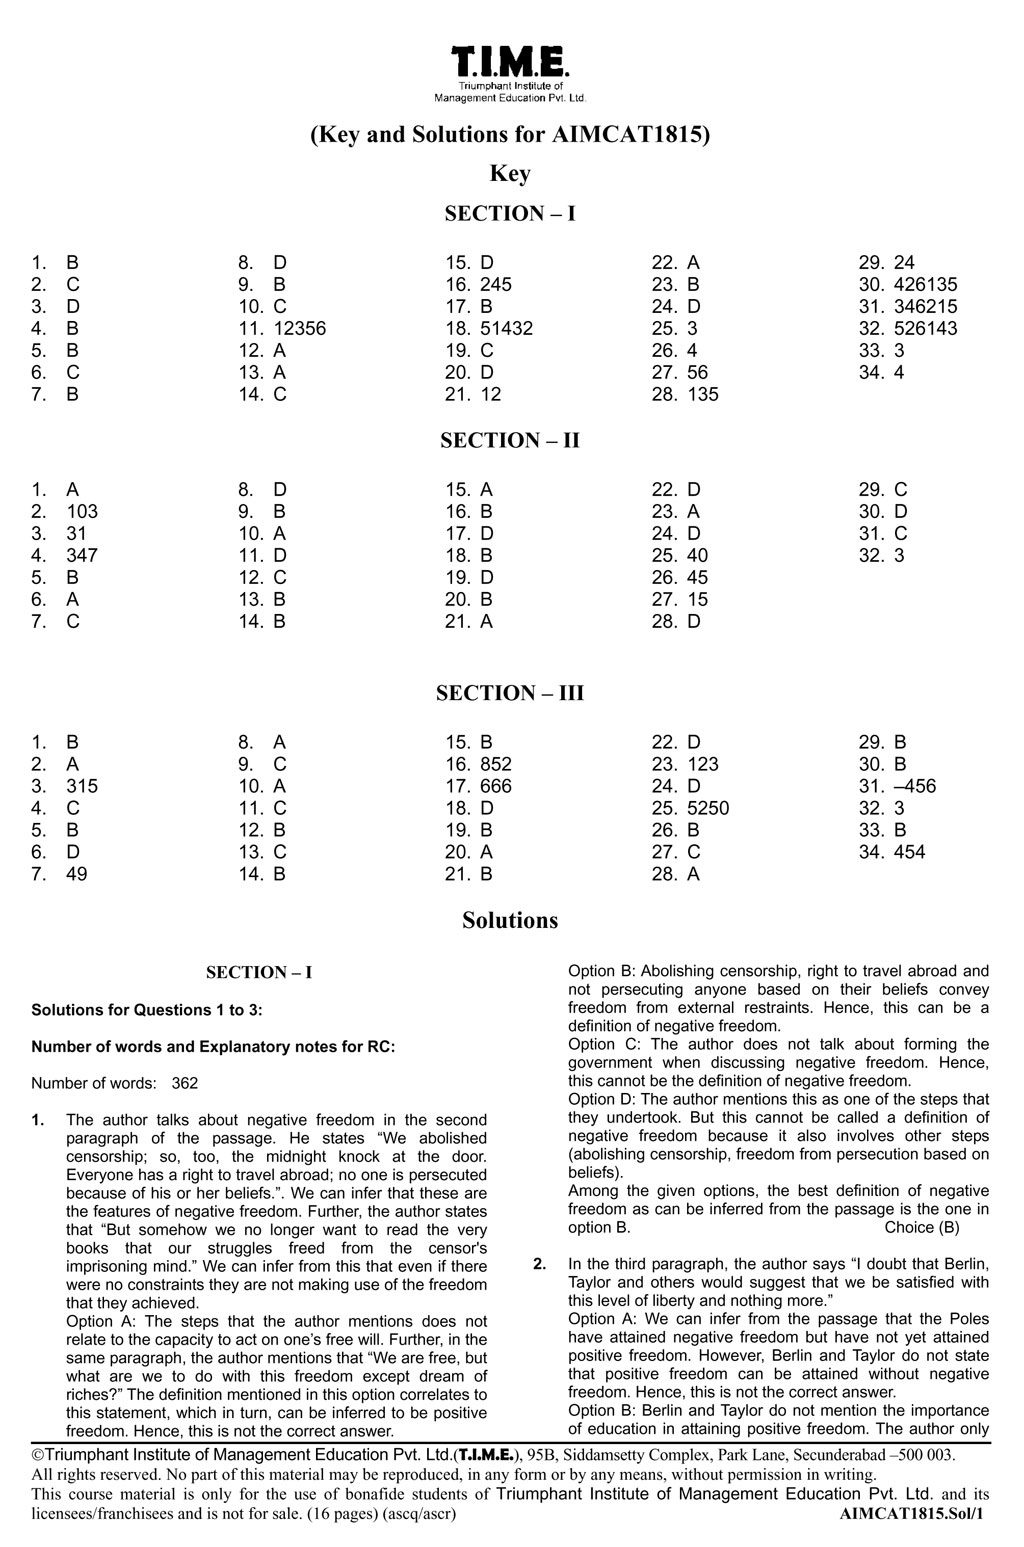 T.I.M.E.
Triumphant Institute of
Management Education Pvt. Ltd.
(Key and Solutions for AIMCAT1815)
Key
SECTION – I
1. B 8. D 15. D 22. A 29. 24
2. C 9. B 16. 245 23. B 30. 426135
3. D 10. C 17. B 24. D 31. 346215
4. B 11. 12356 18. 51432 25. 3 32. 526143
5. B 12. A 19. C 26. 4 33. 3
6. C 13. A 20. D 27. 56 34. 4
7. B 14. C 21. 12 28. 135
SECTION – II
1. A 8. D 15. A 22. D 29. C
2. 103 9. B 16. B 23. A 30. D
3. 31 10. A 17. D 24. D 31. C
4. 347 11. D 18. B 25. 40 32. 3
5. B 12. C 19. D 26. 45
6. A 13. B 20. B 27. 15
7. C 14. B 21. A 28. D
SECTION – III
1. B 8. A 15. B 22. D 29. B
2. A 9. C 16. 852 23. 123 30. B
3. 315 10. A 17. 666 24. D 31. –456
4. C 11. C 18. D 25. 5250 32. 3
5. B 12. B 19. B 26. B 33. B
6. D 13. C 20. A 27. C 34. 454
7. 49 14. B 21. B 28. A
Solutions
SECTION – I
Solutions for Questions 1 to 3:
Number of words and Explanatory notes for RC:
Number of words: 362
1. The author talks about negative freedom in the second
paragraph of the passage. He states “We abolished
censorship; so, too, the midnight knock at the door.
Everyone has a right to travel abroad; no one is persecuted
because of his or her beliefs.”. We can infer that these are
the features of negative freedom. Further, the author states
that “But somehow we no longer want to read the very
books that our struggles freed from the censor's
imprisoning mind.” We can infer from this that even if there
were no constraints they are not making use of the freedom
that they achieved.
Option A: The steps that the author mentions does not
relate to the capacity to act on one’s free will. Further, in the
same paragraph, the author mentions that “We are free, but
what are we to do with this freedom except dream of
riches?” The definition mentioned in this option correlates to
this statement, which in turn, can be inferred to be positive
freedom. Hence, this is not the correct answer.
Option B: Abolishing censorship, right to travel abroad and
not persecuting anyone based on their beliefs convey
freedom from external restraints. Hence, this can be a
definition of negative freedom.
Option C: The author does not talk about forming the
government when discussing negative freedom. Hence,
this cannot be the definition of negative freedom.
Option D: The author mentions this as one of the steps that
they undertook. But this cannot be called a definition of
negative freedom because it also involves other steps
(abolishing censorship, freedom from persecution based on
beliefs).
Among the given options, the best definition of negative
freedom as can be inferred from the passage is the one in
option B. Choice (B)
2. In the third paragraph, the author says “I doubt that Berlin,
Taylor and others would suggest that we be satisfied with
this level of liberty and nothing more.”
Option A: We can infer from the passage that the Poles
have attained negative freedom but have not yet attained
positive freedom. However, Berlin and Taylor do not state
that positive freedom can be attained without negative
freedom. Hence, this is not the correct answer.
Option B: Berlin and Taylor do not mention the importance
of education in attaining positive freedom. The author only
©Triumphant Institute of Management Education Pvt. Ltd.(T.I.M.E.), 95B, Siddamsetty Complex, Park Lane, Secunderabad –500 003.
All rights reserved. No part of this material may be reproduced, in any form or by any means, without permission in writing.
This course material is only for the use of bonafide students of Triumphant Institute of Management Education Pvt. Ltd. and its
licensees/franchisees and is not for sale. (16 pages) (ascq/ascr) AIMCAT1815.Sol/1